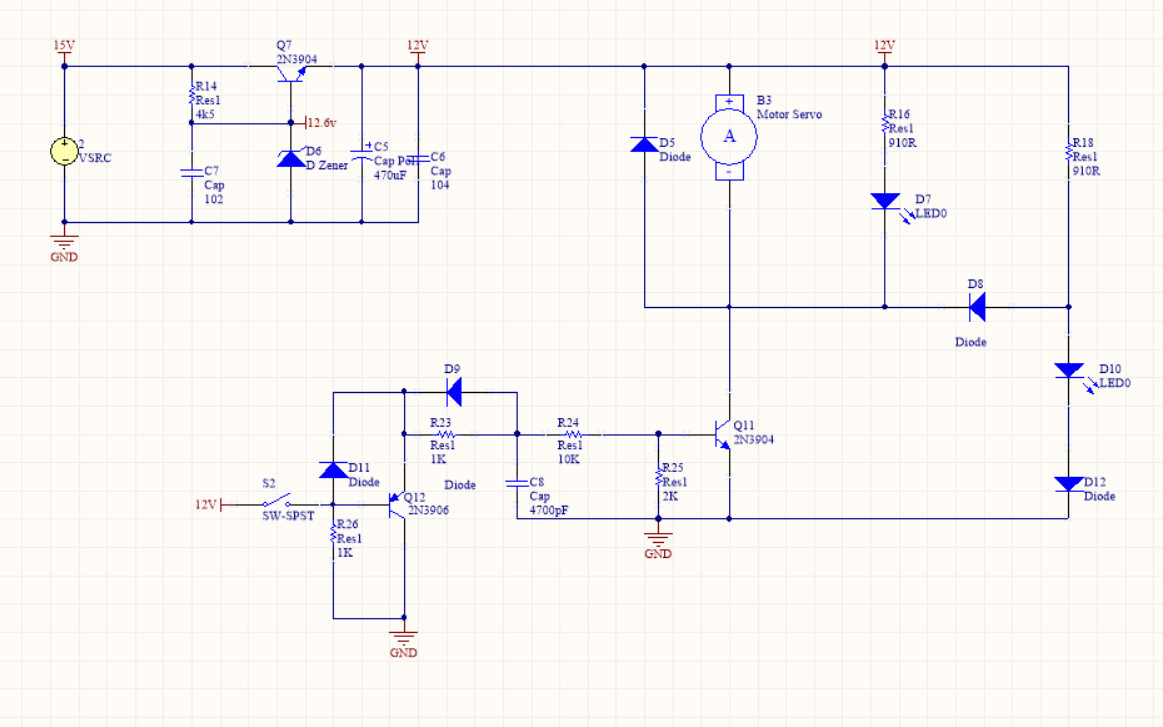 15V
Q7
2N3904
12V
12V
R14
Res1
4k5
12.6v
2
VSRC
D6
D Zener
C5
Cap Pol
470uF
C6
Cap
104
C7
Cap
102
GND
D5
Diode
+
A
-
B3
Motor Servo
R16
Res1
910R
R18
Res1
910R
D7
LED0
D8
Diode
D10
LED0
D9
R23
Res1
1K
R24
Res1
10K
Q11
2N3904
D11
Diode
Diode
C8
Cap
4700pF
R25
Res1
2K
D12
Diode
S2
12V
SW-SPST
Q12
2N3906
R26
Res1
1K
GND
GND